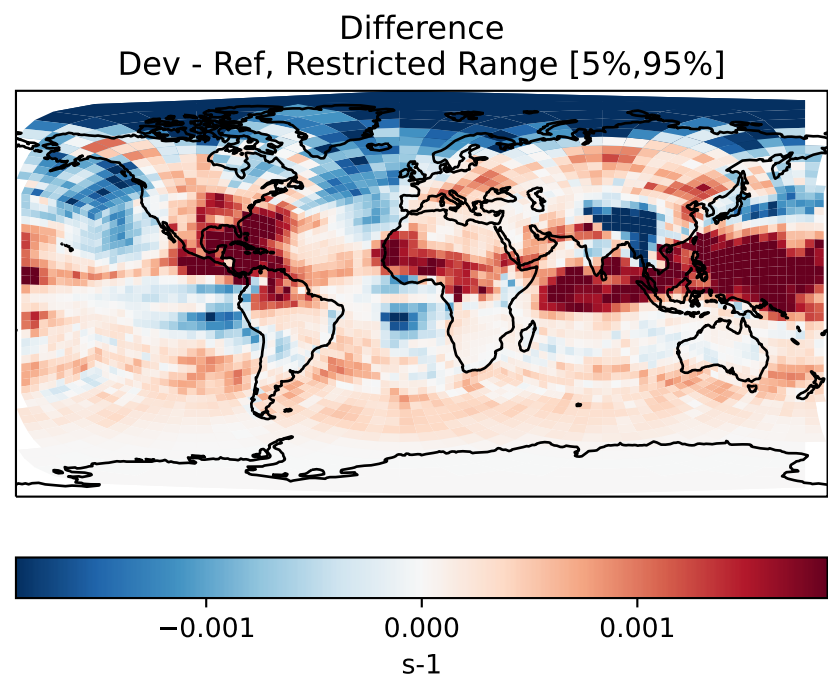 Difference
Dev - Ref, Restricted Range [5%,95%]
−0.001 0.000 0.001
s-1